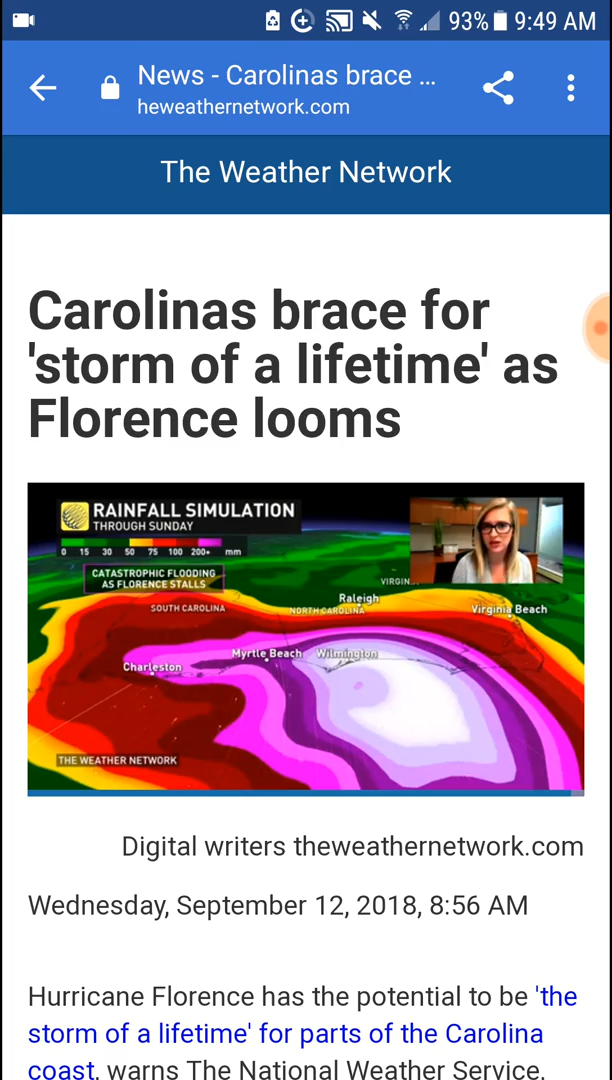 93% 9:49 AM
News - Carolinas brace ...
heweathernetwork.com
The Weather Network
Carolinas brace for
'storm of a lifetime' as
Florence looms
RAINFALL SIMULATION
THROUGH SUNDAY
0 15 30 50 75 100 200+ mm
CATASTROPHIC FLOODING
AS FLORENCE STALLS
VIRGIN...
SOUTH CAROLINA
Raleigh
NORTH CAROLINA
Virginia Beach
Myrtle Beach
Wilmington
Charleston
THE WEATHER NETWORK
Digital writers theweathernetwork.com
Wednesday, September 12, 2018, 8:56 AM
Hurricane Florence has the potential to be 'the
storm of a lifetime' for parts of the Carolina
coast, warns The National Weather Service.